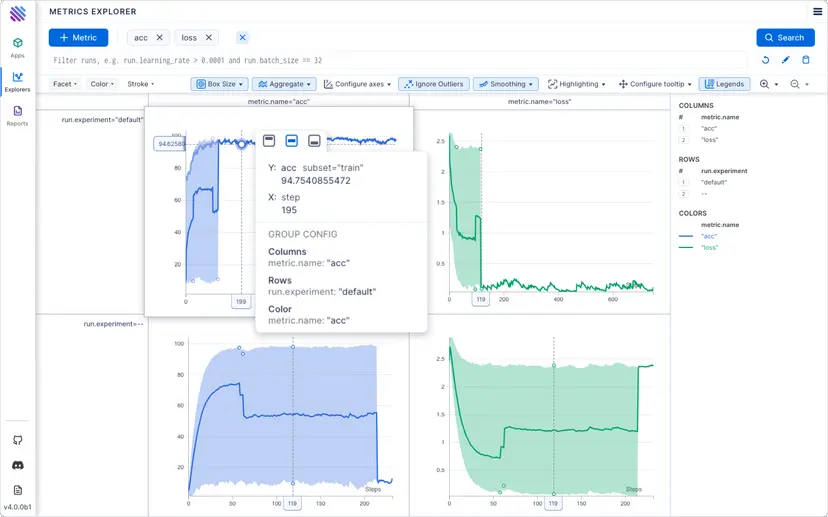 METRICS EXPLORER
+ Metric
acc ×
loss ×
×
Search
Filter runs, e.g. run.learning_rate > 0.0001 and run.batch_size == 32
Apps
Explorers
Reports
v4.0.0b1
Facet
Color
Stroke
Box Size
Aggregate
Configure axes
Ignore Outliers
Smoothing
Highlighting
Configure tooltip
Legends
metric.name="acc"
metric.name="loss"
run.experiment="default"
100
94.62580
80
60
40
20
0
199
Y: acc subset="train"
94.7540855472
X: step
195
GROUP CONFIG
Columns
metric.name: "acc"
Rows
run.experiment: "default"
Color
metric.name: "acc"
2.5
2
1.5
1
0.5
0
119
200
400
600
run.experiment=--
100
80
60
40
20
0
50
100
119
150
200
Steps
2.5
2
1.5
1
0.5
0
50
100
119
150
200
Steps
COLUMNS
# metric.name
1 "acc"
2 "loss"
ROWS
# run.experiment
1 "default"
2 --
COLORS
metric.name
"acc"
"loss"